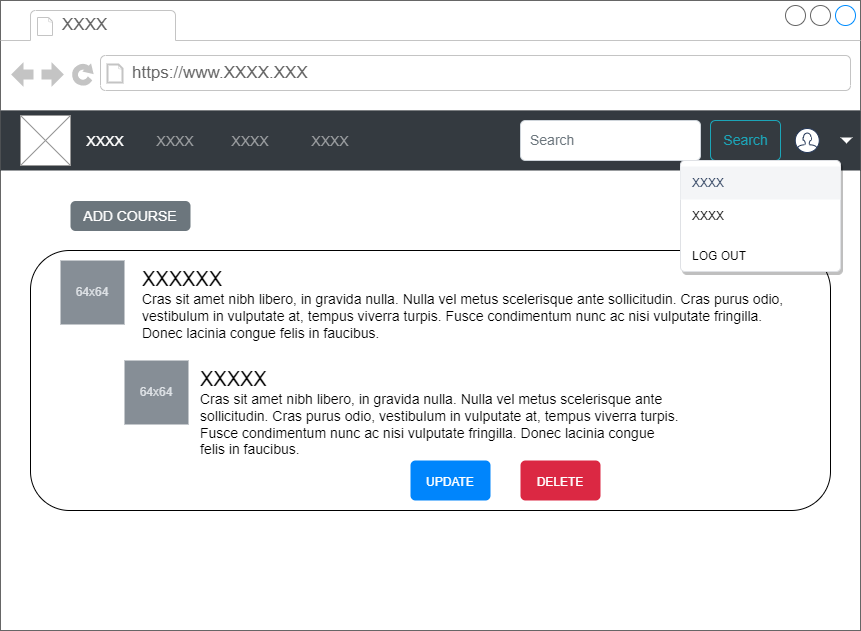 XXXX
https://www.XXXX.XXX
XXXX XXXX XXXX XXXX Search Search
XXXX
XXXX
LOG OUT
ADD COURSE
64x64
XXXXXX
Cras sit amet nibh libero, in gravida nulla. Nulla vel metus scelerisque ante sollicitudin. Cras purus odio,
vestibulum in vulputate at, tempus viverra turpis. Fusce condimentum nunc ac nisi vulputate fringilla.
Donec lacinia congue felis in faucibus.
64x64
XXXXX
Cras sit amet nibh libero, in gravida nulla. Nulla vel metus scelerisque ante
sollicitudin. Cras purus odio, vestibulum in vulputate at, tempus viverra turpis.
Fusce condimentum nunc ac nisi vulputate fringilla. Donec lacinia congue
felis in faucibus.
UPDATE DELETE